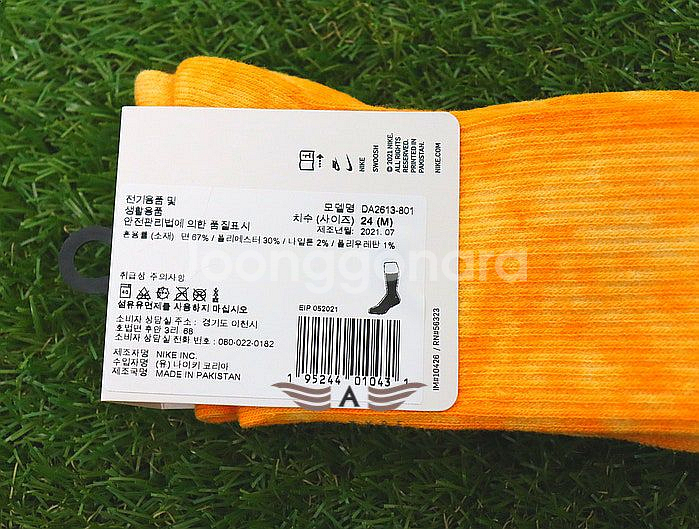 전기용품 및
생활용품
안전관리법에 의한 품질표시
모델명 DA2613-801
치수 (사이즈) 24 (M)
제조년월: 2021. 07
혼용률 (소재) 면 67% / 폴리에스터 30% / 나일론 2% / 폴리우레탄 1%
joonggonara
취급상 주의사항
40
섬유유연제를 사용하지 마십시오
소비자 상담실 주소 : 경기도 이천시
호법면 후안 3리 68
소비자 상담실 전화 번호 : 080-022-0182
제조자명 NIKE INC.
수입자명 (유) 나이키 코리아
제조국명 MADE IN PAKISTAN
EIP 052021
1 95244 01043 1
A
NIKE
SWOOSH
© 2021 NIKE.
ALL RIGHTS
RESERVED.
PRINTED IN
PAKISTAN.
NIKE.COM
IM#10426 / RN#56323